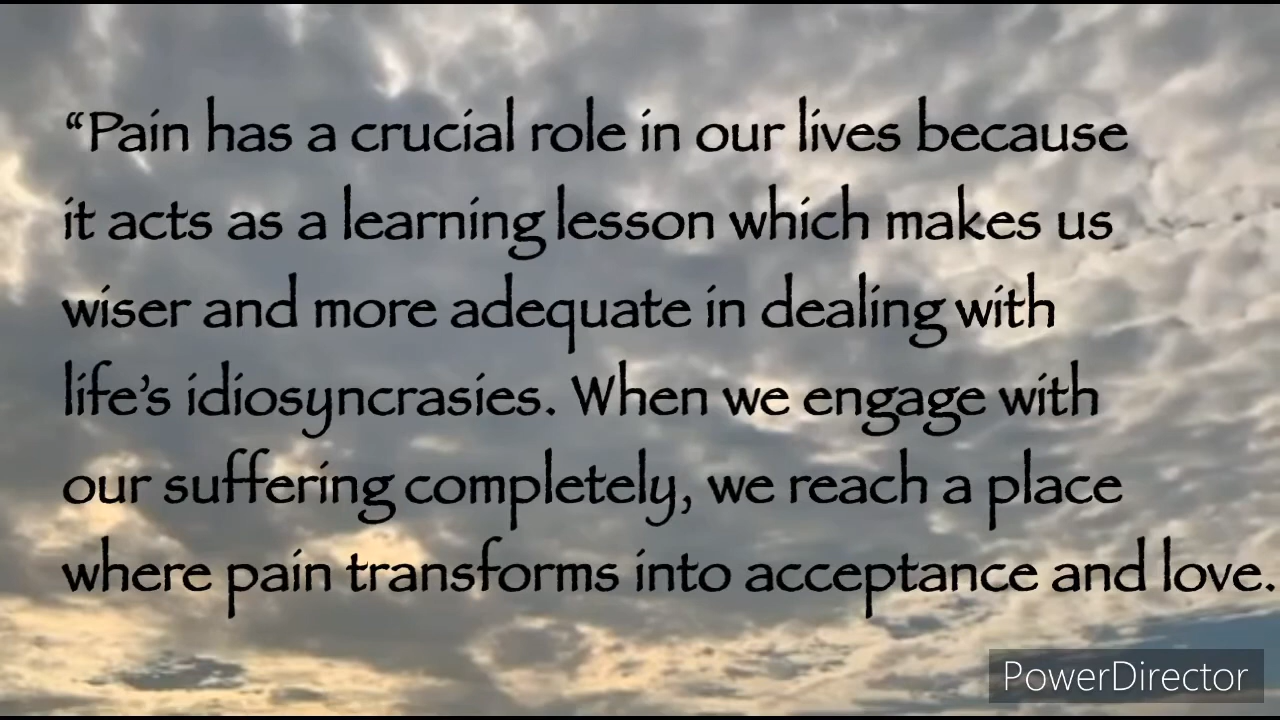 “Pain has a crucial role in our lives because
it acts as a learning lesson which makes us
wiser and more adequate in dealing with
life’s idiosyncrasies. When we engage with
our suffering completely, we reach a place
where pain transforms into acceptance and love.
PowerDirector